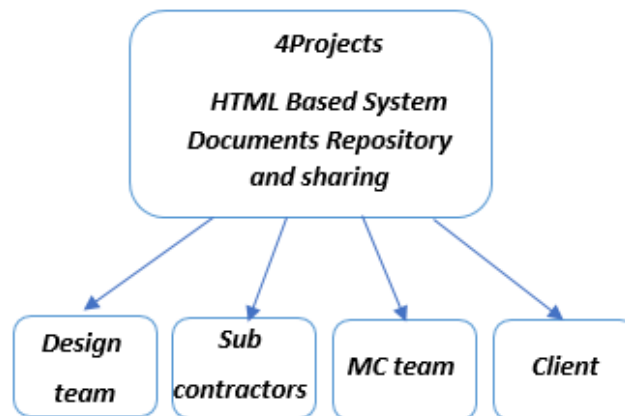 4Projects
HTML Based System
Documents Repository
and sharing
Design
team
Sub
contractors
MC team
Client